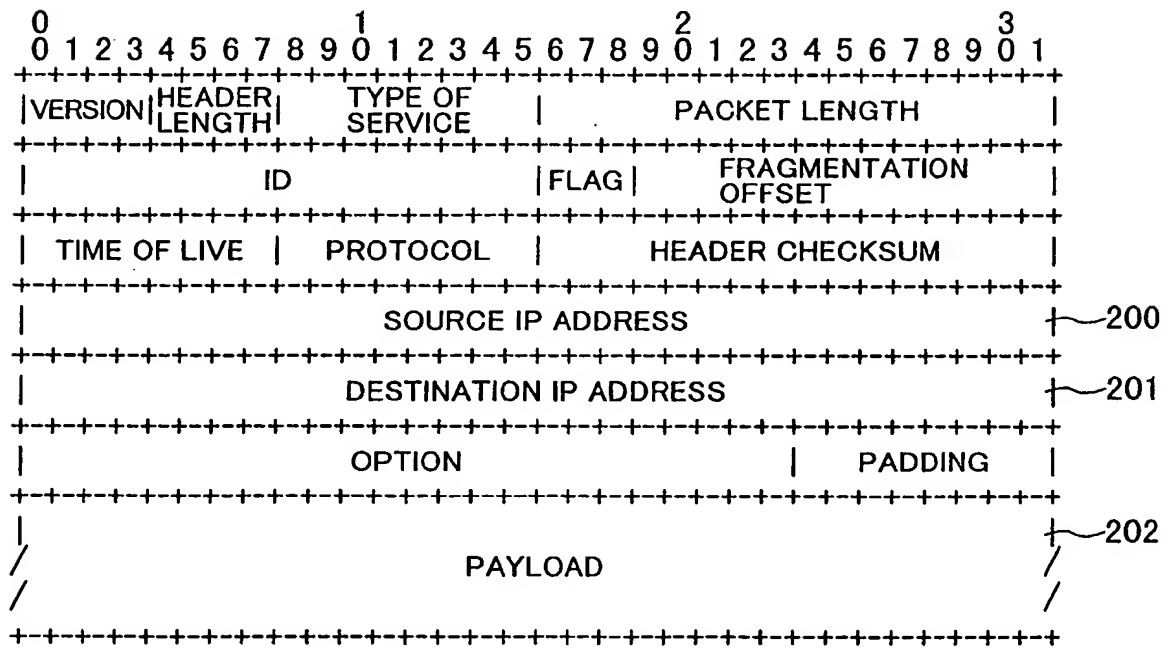 0 1 2 3
0 1 2 3 4 5 6 7 8 9 0 1 2 3 4 5 6 7 8 9 0 1 2 3 4 5 6 7 8 9 0 1
+-+-+-+-+-+-+-+-+-+-+-+-+-+-+-+-+-+-+-+-+-+-+-+-+-+-+-+-+-+-+-+-+
|VERSION|HEADER LENGTH| TYPE OF SERVICE | PACKET LENGTH |
+-+-+-+-+-+-+-+-+-+-+-+-+-+-+-+-+-+-+-+-+-+-+-+-+-+-+-+-+-+-+-+-+
| ID |FLAG| FRAGMENTATION OFFSET |
+-+-+-+-+-+-+-+-+-+-+-+-+-+-+-+-+-+-+-+-+-+-+-+-+-+-+-+-+-+-+-+-+
| TIME OF LIVE | PROTOCOL | HEADER CHECKSUM |
+-+-+-+-+-+-+-+-+-+-+-+-+-+-+-+-+-+-+-+-+-+-+-+-+-+-+-+-+-+-+-+-+
| SOURCE IP ADDRESS | 200
+-+-+-+-+-+-+-+-+-+-+-+-+-+-+-+-+-+-+-+-+-+-+-+-+-+-+-+-+-+-+-+-+
| DESTINATION IP ADDRESS | 201
+-+-+-+-+-+-+-+-+-+-+-+-+-+-+-+-+-+-+-+-+-+-+-+-+-+-+-+-+-+-+-+-+
| OPTION | PADDING |
+-+-+-+-+-+-+-+-+-+-+-+-+-+-+-+-+-+-+-+-+-+-+-+-+-+-+-+-+-+-+-+-+
| | 202
/ PAYLOAD /
/ /
+-+-+-+-+-+-+-+-+-+-+-+-+-+-+-+-+-+-+-+-+-+-+-+-+-+-+-+-+-+-+-+-+